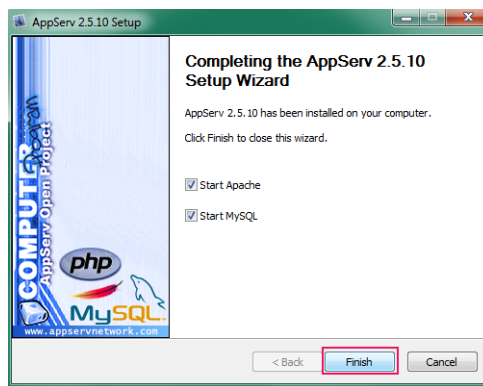 AppServ 2.5.10 Setup
Completing the AppServ 2.5.10
Setup Wizard
AppServ 2.5.10 has been installed on your computer.
Click Finish to close this wizard.
Start Apache
Start MySQL
COMPUTER
Program
AppServ Open Project
php
MySQL
www.appservnetwork.com
< Back
Finish
Cancel